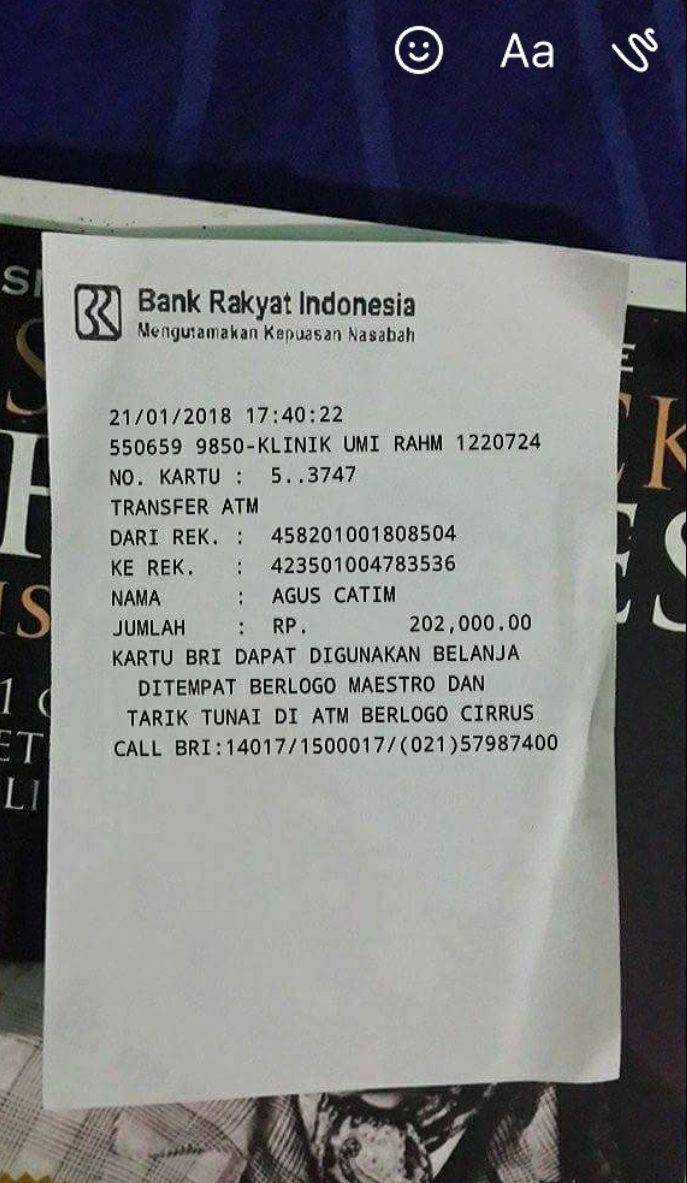 Aa
Bank Rakyat Indonesia
Mengutamakan Kepuasan Nasabah
21/01/2018 17:40:22
550659 9850-KLINIK UMI RAHM 1220724
NO. KARTU : 5..3747
TRANSFER ATM
DARI REK. : 458201001808504
KE REK. : 423501004783536
NAMA : AGUS CATIM
JUMLAH : RP. 202,000.00
KARTU BRI DAPAT DIGUNAKAN BELANJA
DITEMPAT BERLOGO MAESTRO DAN
TARIK TUNAI DI ATM BERLOGO CIRRUS
CALL BRI:14017/1500017/(021)57987400